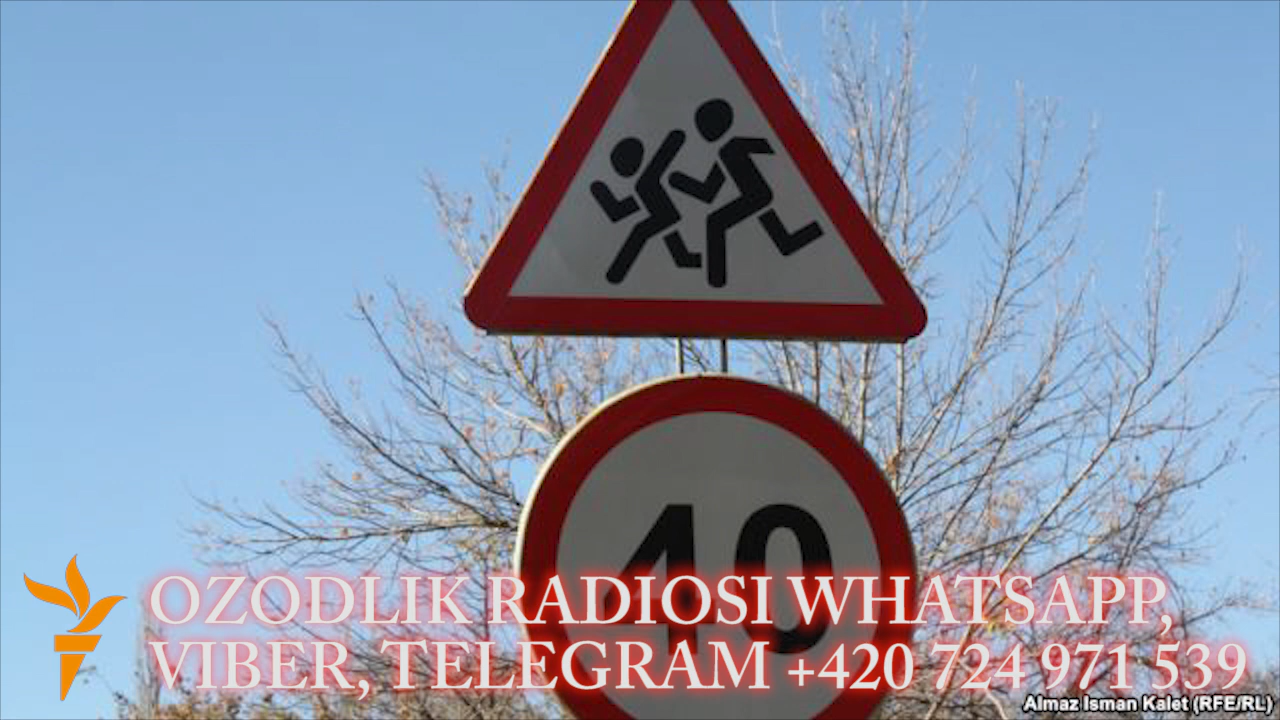 40
OZODLIK RADIOSI WHATSAPP,
VIBER, TELEGRAM +420 724 971 539
Almaz Isman Kalet (RFE/RL)